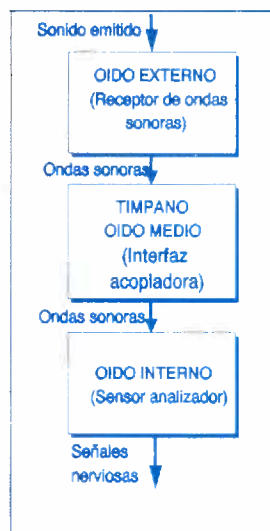 Sonido emitido
OIDO EXTERNO
(Receptor de ondas
sonoras)
Ondas sonoras
TIMPANO
OIDO MEDIO
(Interfaz
acopladora)
Ondas sonoras
OIDO INTERNO
(Sensor analizador)
Señales
nerviosas